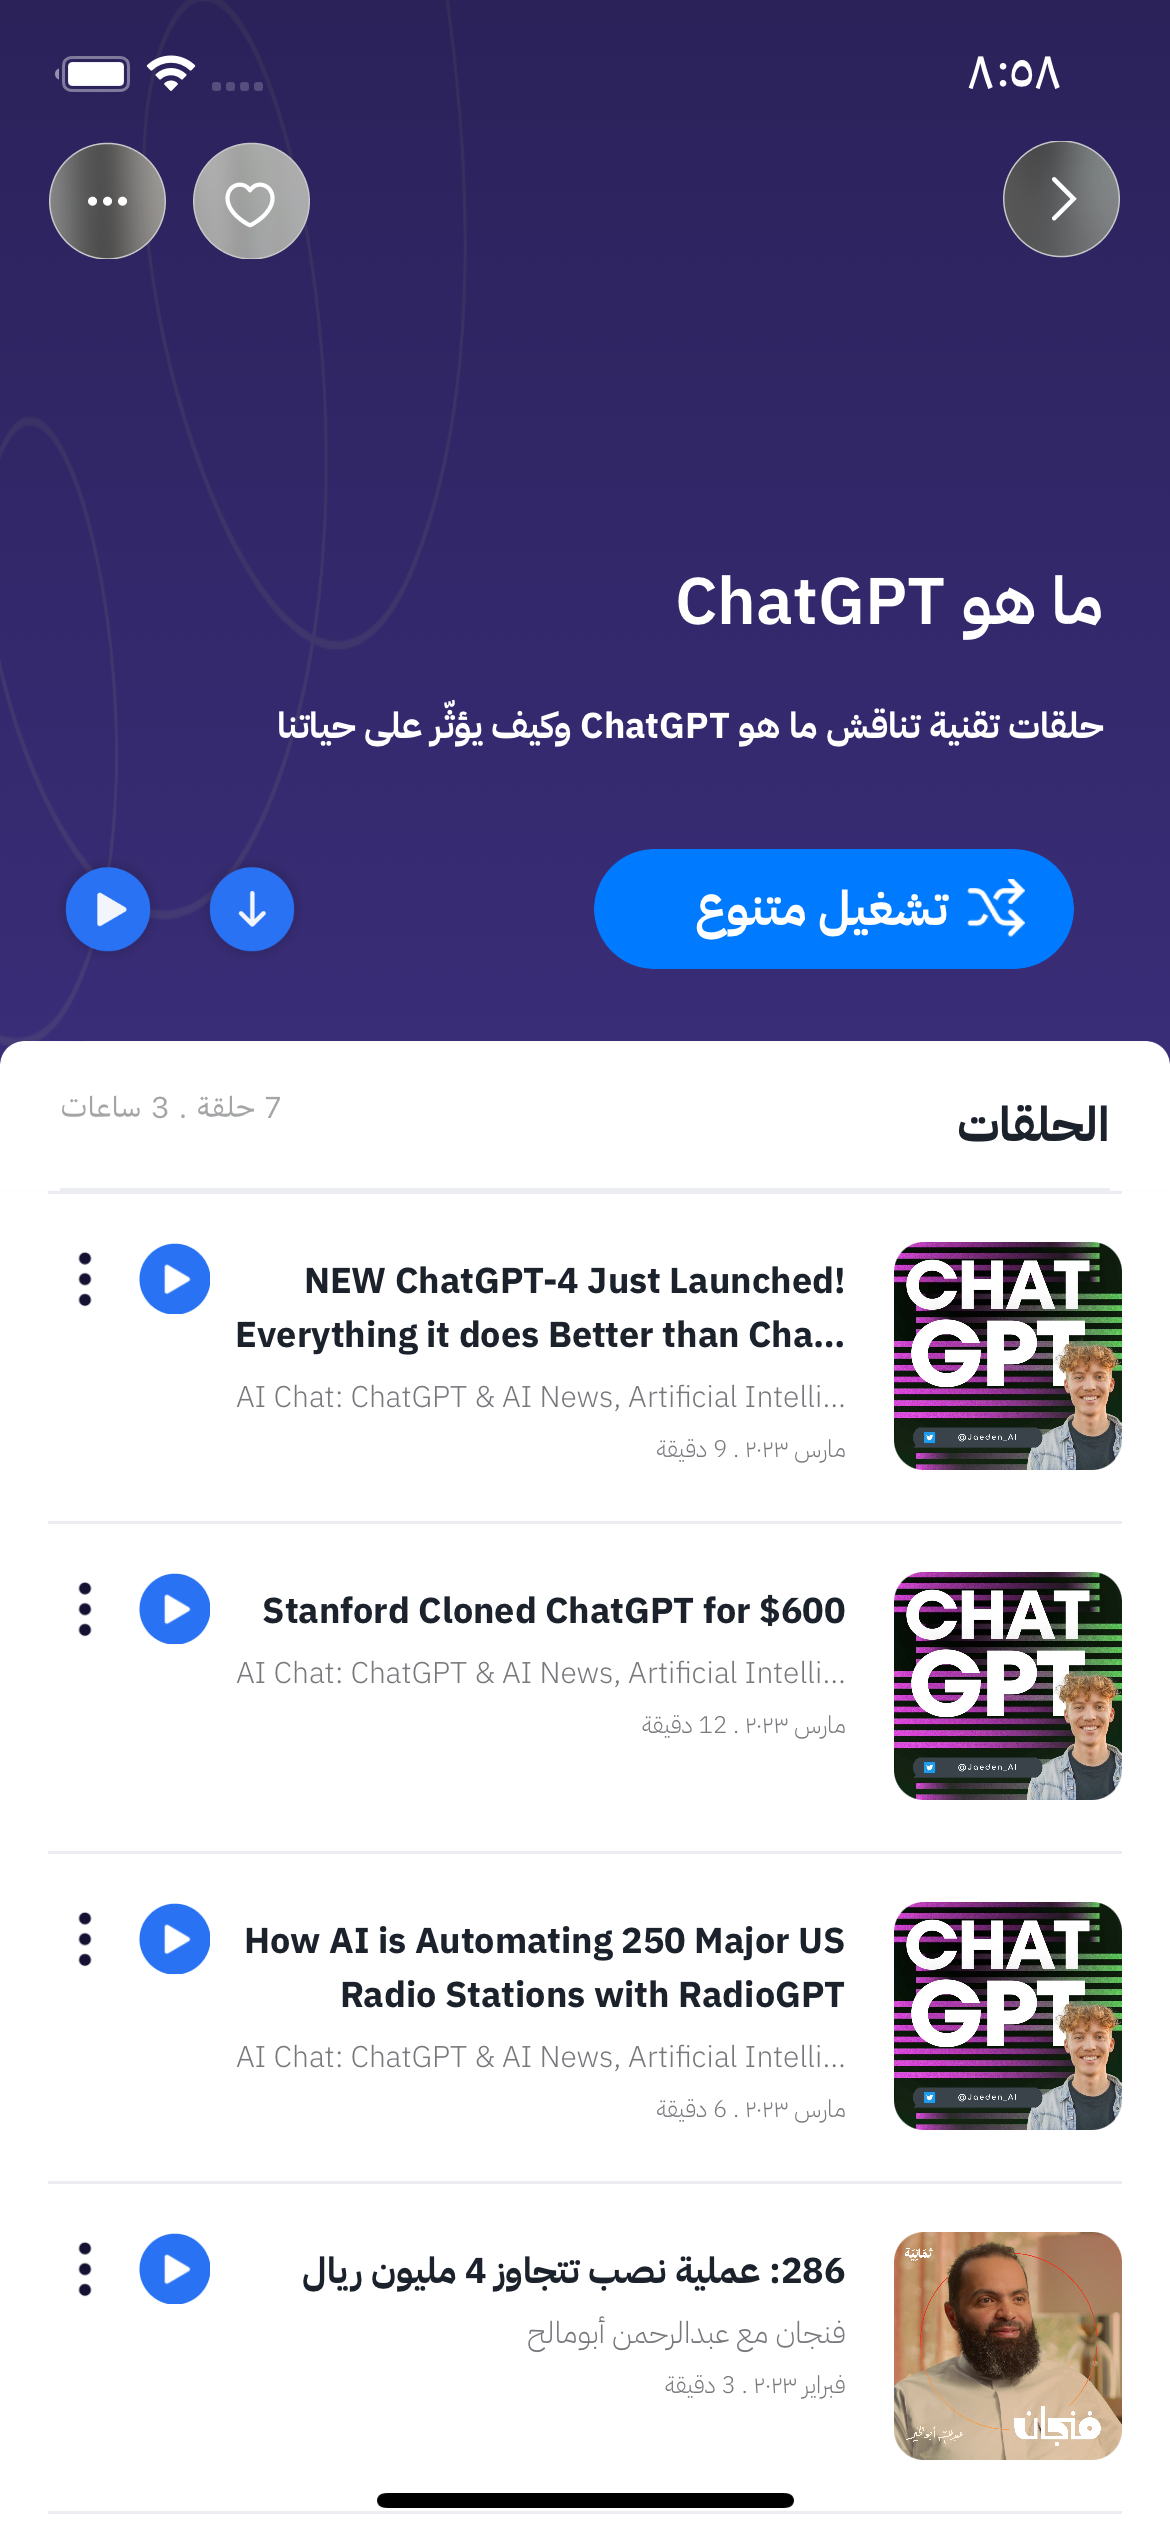 ٨:٥٨
ما هو ChatGPT
حلقات تقنية تناقش ما هو ChatGPT وكيف يؤثّر على حياتنا
تشغيل متنوع
الحلقات
7 حلقة . 3 ساعات
CHAT
GPT
@Jaeden_AI
NEW ChatGPT-4 Just Launched!
Everything it does Better than Cha...
AI Chat: ChatGPT & AI News, Artificial Intelli...
مارس ٢٠٢٣ . 9 دقيقة
CHAT
GPT
@Jaeden_AI
Stanford Cloned ChatGPT for $600
AI Chat: ChatGPT & AI News, Artificial Intelli...
مارس ٢٠٢٣ . 12 دقيقة
CHAT
GPT
@Jaeden_AI
How AI is Automating 250 Major US
Radio Stations with RadioGPT
AI Chat: ChatGPT & AI News, Artificial Intelli...
مارس ٢٠٢٣ . 6 دقيقة
ثمانية
فنجان
286: عملية نصب تتجاوز 4 مليون ريال
فنجان مع عبدالرحمن أبومالح
فبراير ٢٠٢٣ . 3 دقيقة